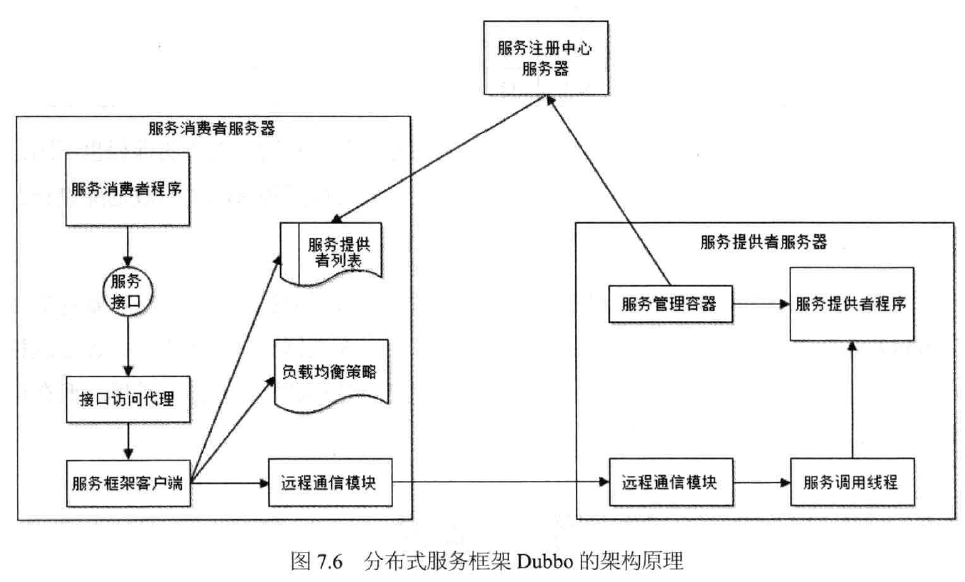 服务注册中心
服务器
服务消费者服务器
服务消费者程序
服务
接口
接口访问代理
服务框架客户端
服务提供
者列表
负载均衡策略
远程通信模块
服务提供者服务器
服务管理容器
服务提供者程序
远程通信模块
服务调用线程
图 7.6 分布式服务框架 Dubbo 的架构原理